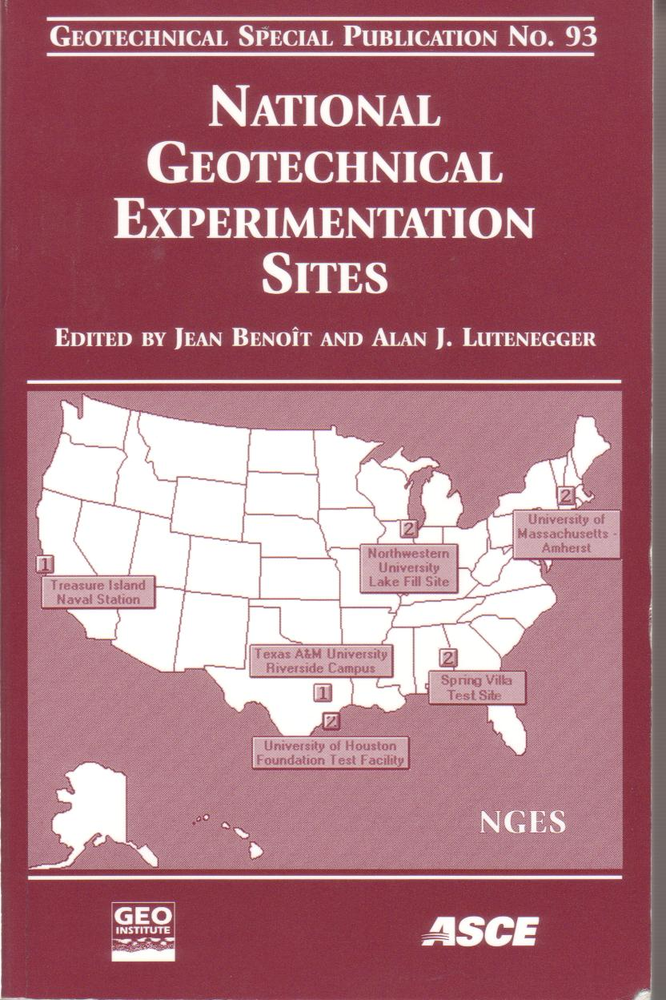 GEOTECHNICAL SPECIAL PUBLICATION NO. 93
NATIONAL
GEOTECHNICAL
EXPERIMENTATION
SITES
EDITED BY JEAN BENOÎT AND ALAN J. LUTENEGGER
2
University of
Massachusetts -
Amherst
2
Northwestern
University
Lake Fill Site
1
Treasure Island
Naval Station
Texas A&M University
Riverside Campus
1
2
Spring Villa
Test Site
2
University of Houston
Foundation Test Facility
NGES
GEO
INSTITUTE
ASCE